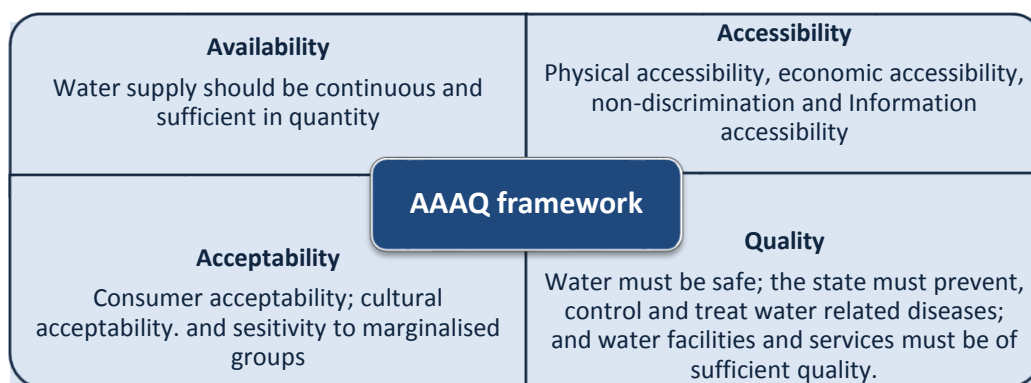 Availability
Water supply should be continuous and
sufficient in quantity
Accessibility
Physical accessibility, economic accessibility,
non-discrimination and Information
accessibility
AAAQ framework
Acceptability
Consumer acceptability; cultural
acceptability. and sesitivity to marginalised
groups
Quality
Water must be safe; the state must prevent,
control and treat water related diseases;
and water facilities and services must be of
sufficient quality.